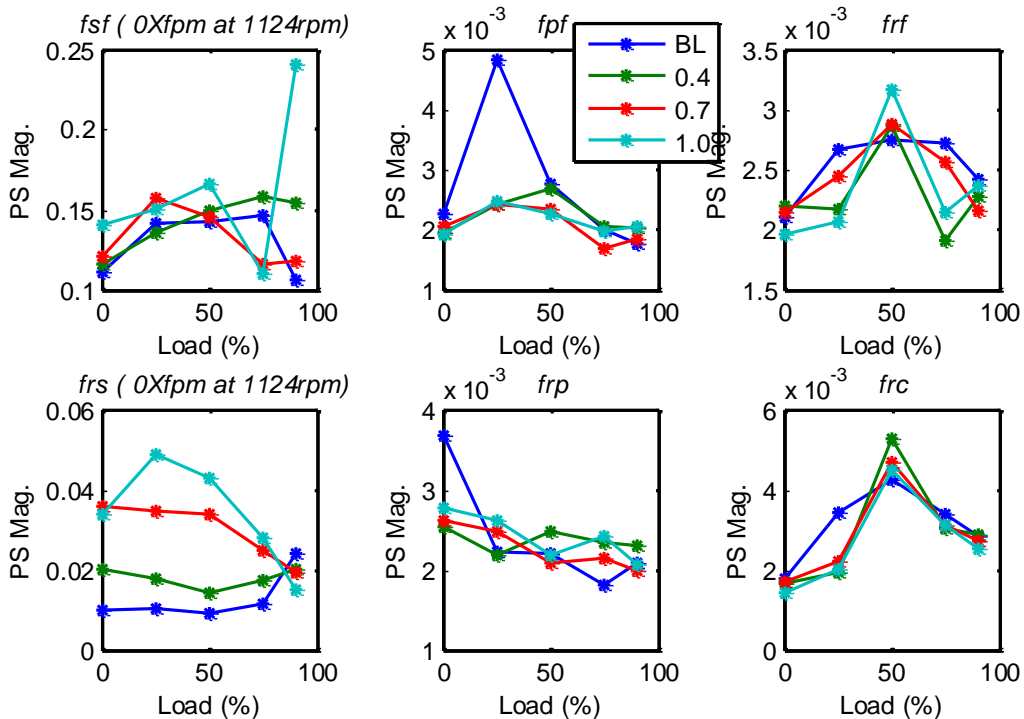 fsf ( 0Xfpm at 1124rpm)
0.25
0.2
0.15
0.1
PS Mag.
0 50 100
Load (%)
x 10-3
fpf
5
4
3
2
1
PS Mag.
0 50 100
Load (%)
BL
0.4
0.7
1.0
x 10-3
frf
3.5
3
2.5
2
1.5
PS Mag.
0 50 100
Load (%)
frs ( 0Xfpm at 1124rpm)
0.06
0.04
0.02
0
PS Mag.
0 50 100
Load (%)
x 10-3
frp
4
3
2
1
PS Mag.
0 50 100
Load (%)
x 10-3
frc
6
4
2
0
PS Mag.
0 50 100
Load (%)